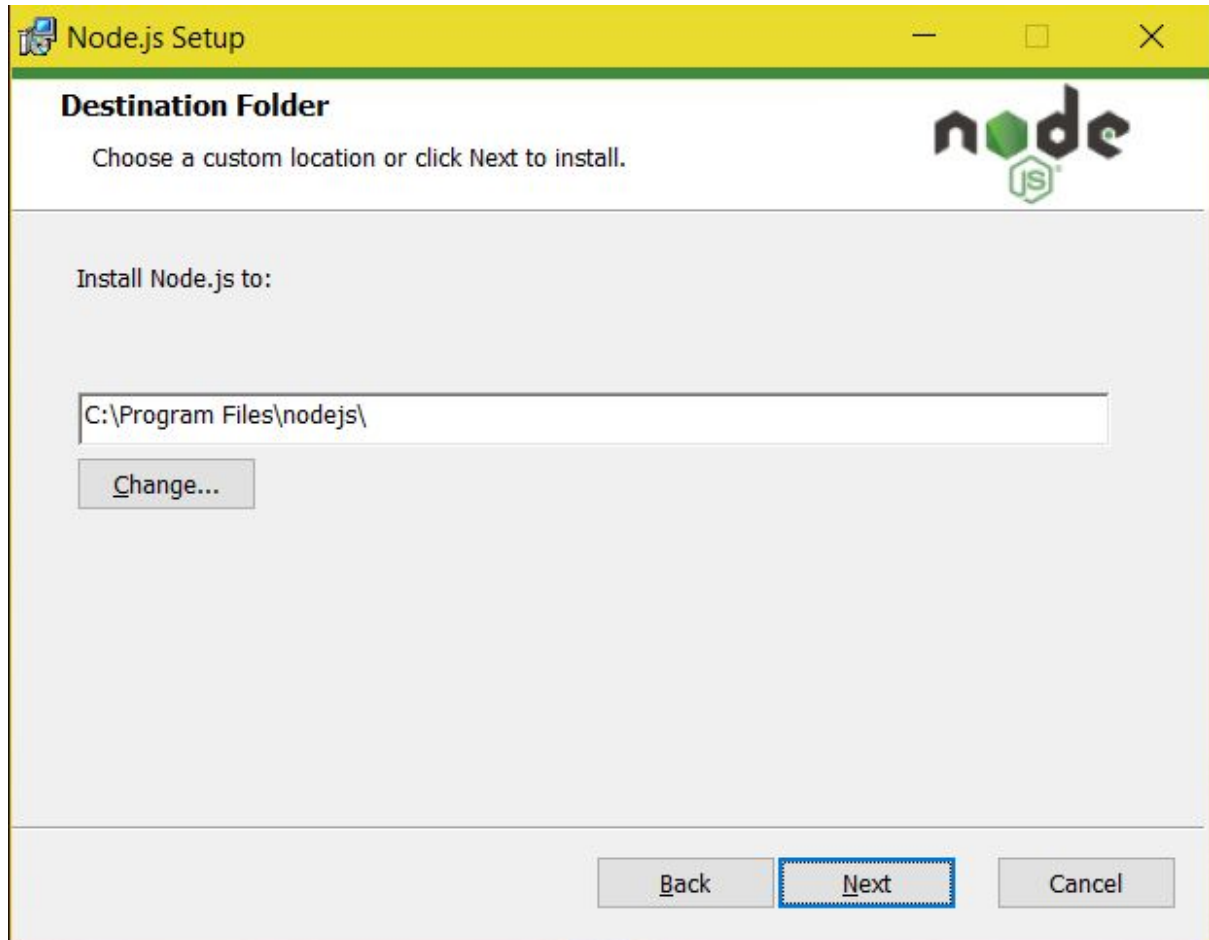 Node.js Setup
Destination Folder
Choose a custom location or click Next to install.
node
JS
Install Node.js to:
C:\Program Files\nodejs\
Change...
Back
Next
Cancel